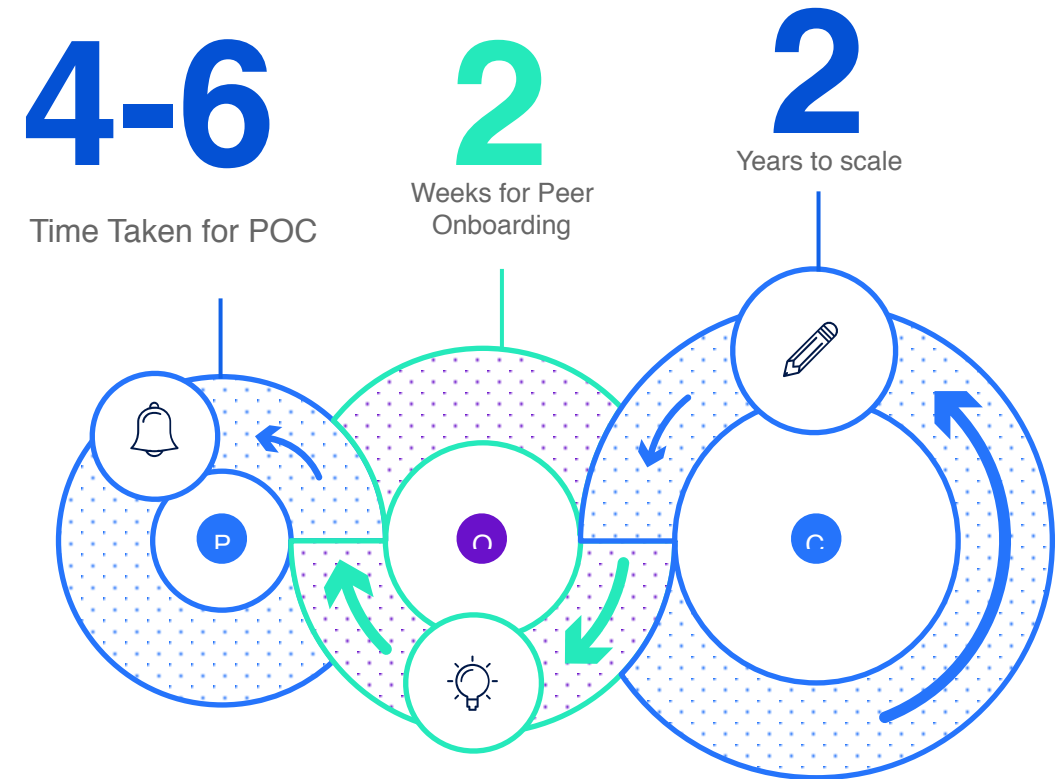 4-6
Time Taken for POC
2
Weeks for Peer
Onboarding
2
Years to scale
P
O
C